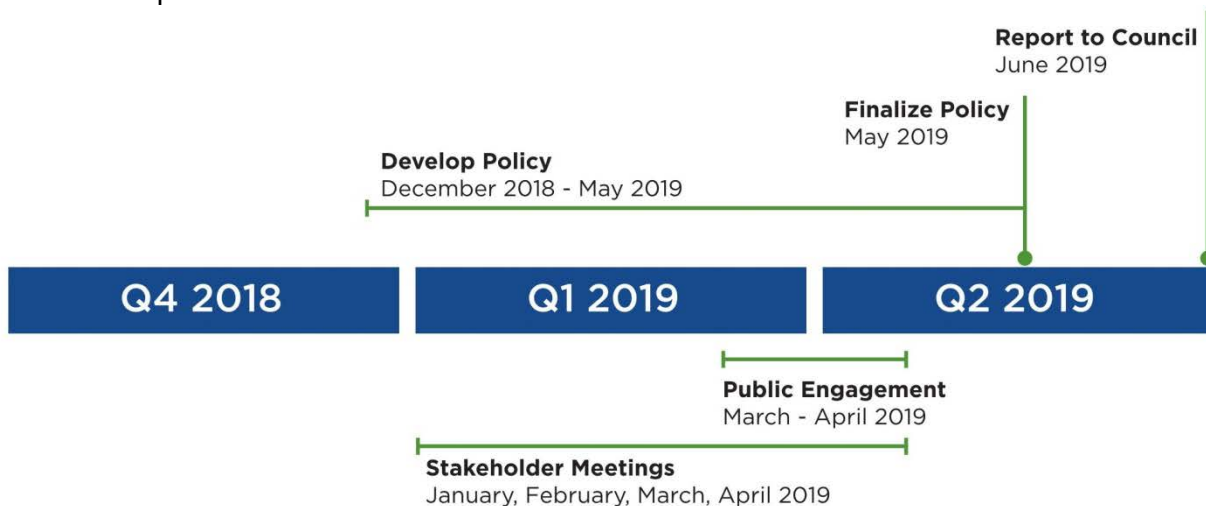 Report to Council
June 2019
Finalize Policy
May 2019
Develop Policy
December 2018 - May 2019
Q4 2018
Q1 2019
Q2 2019
Public Engagement
March - April 2019
Stakeholder Meetings
January, February, March, April 2019